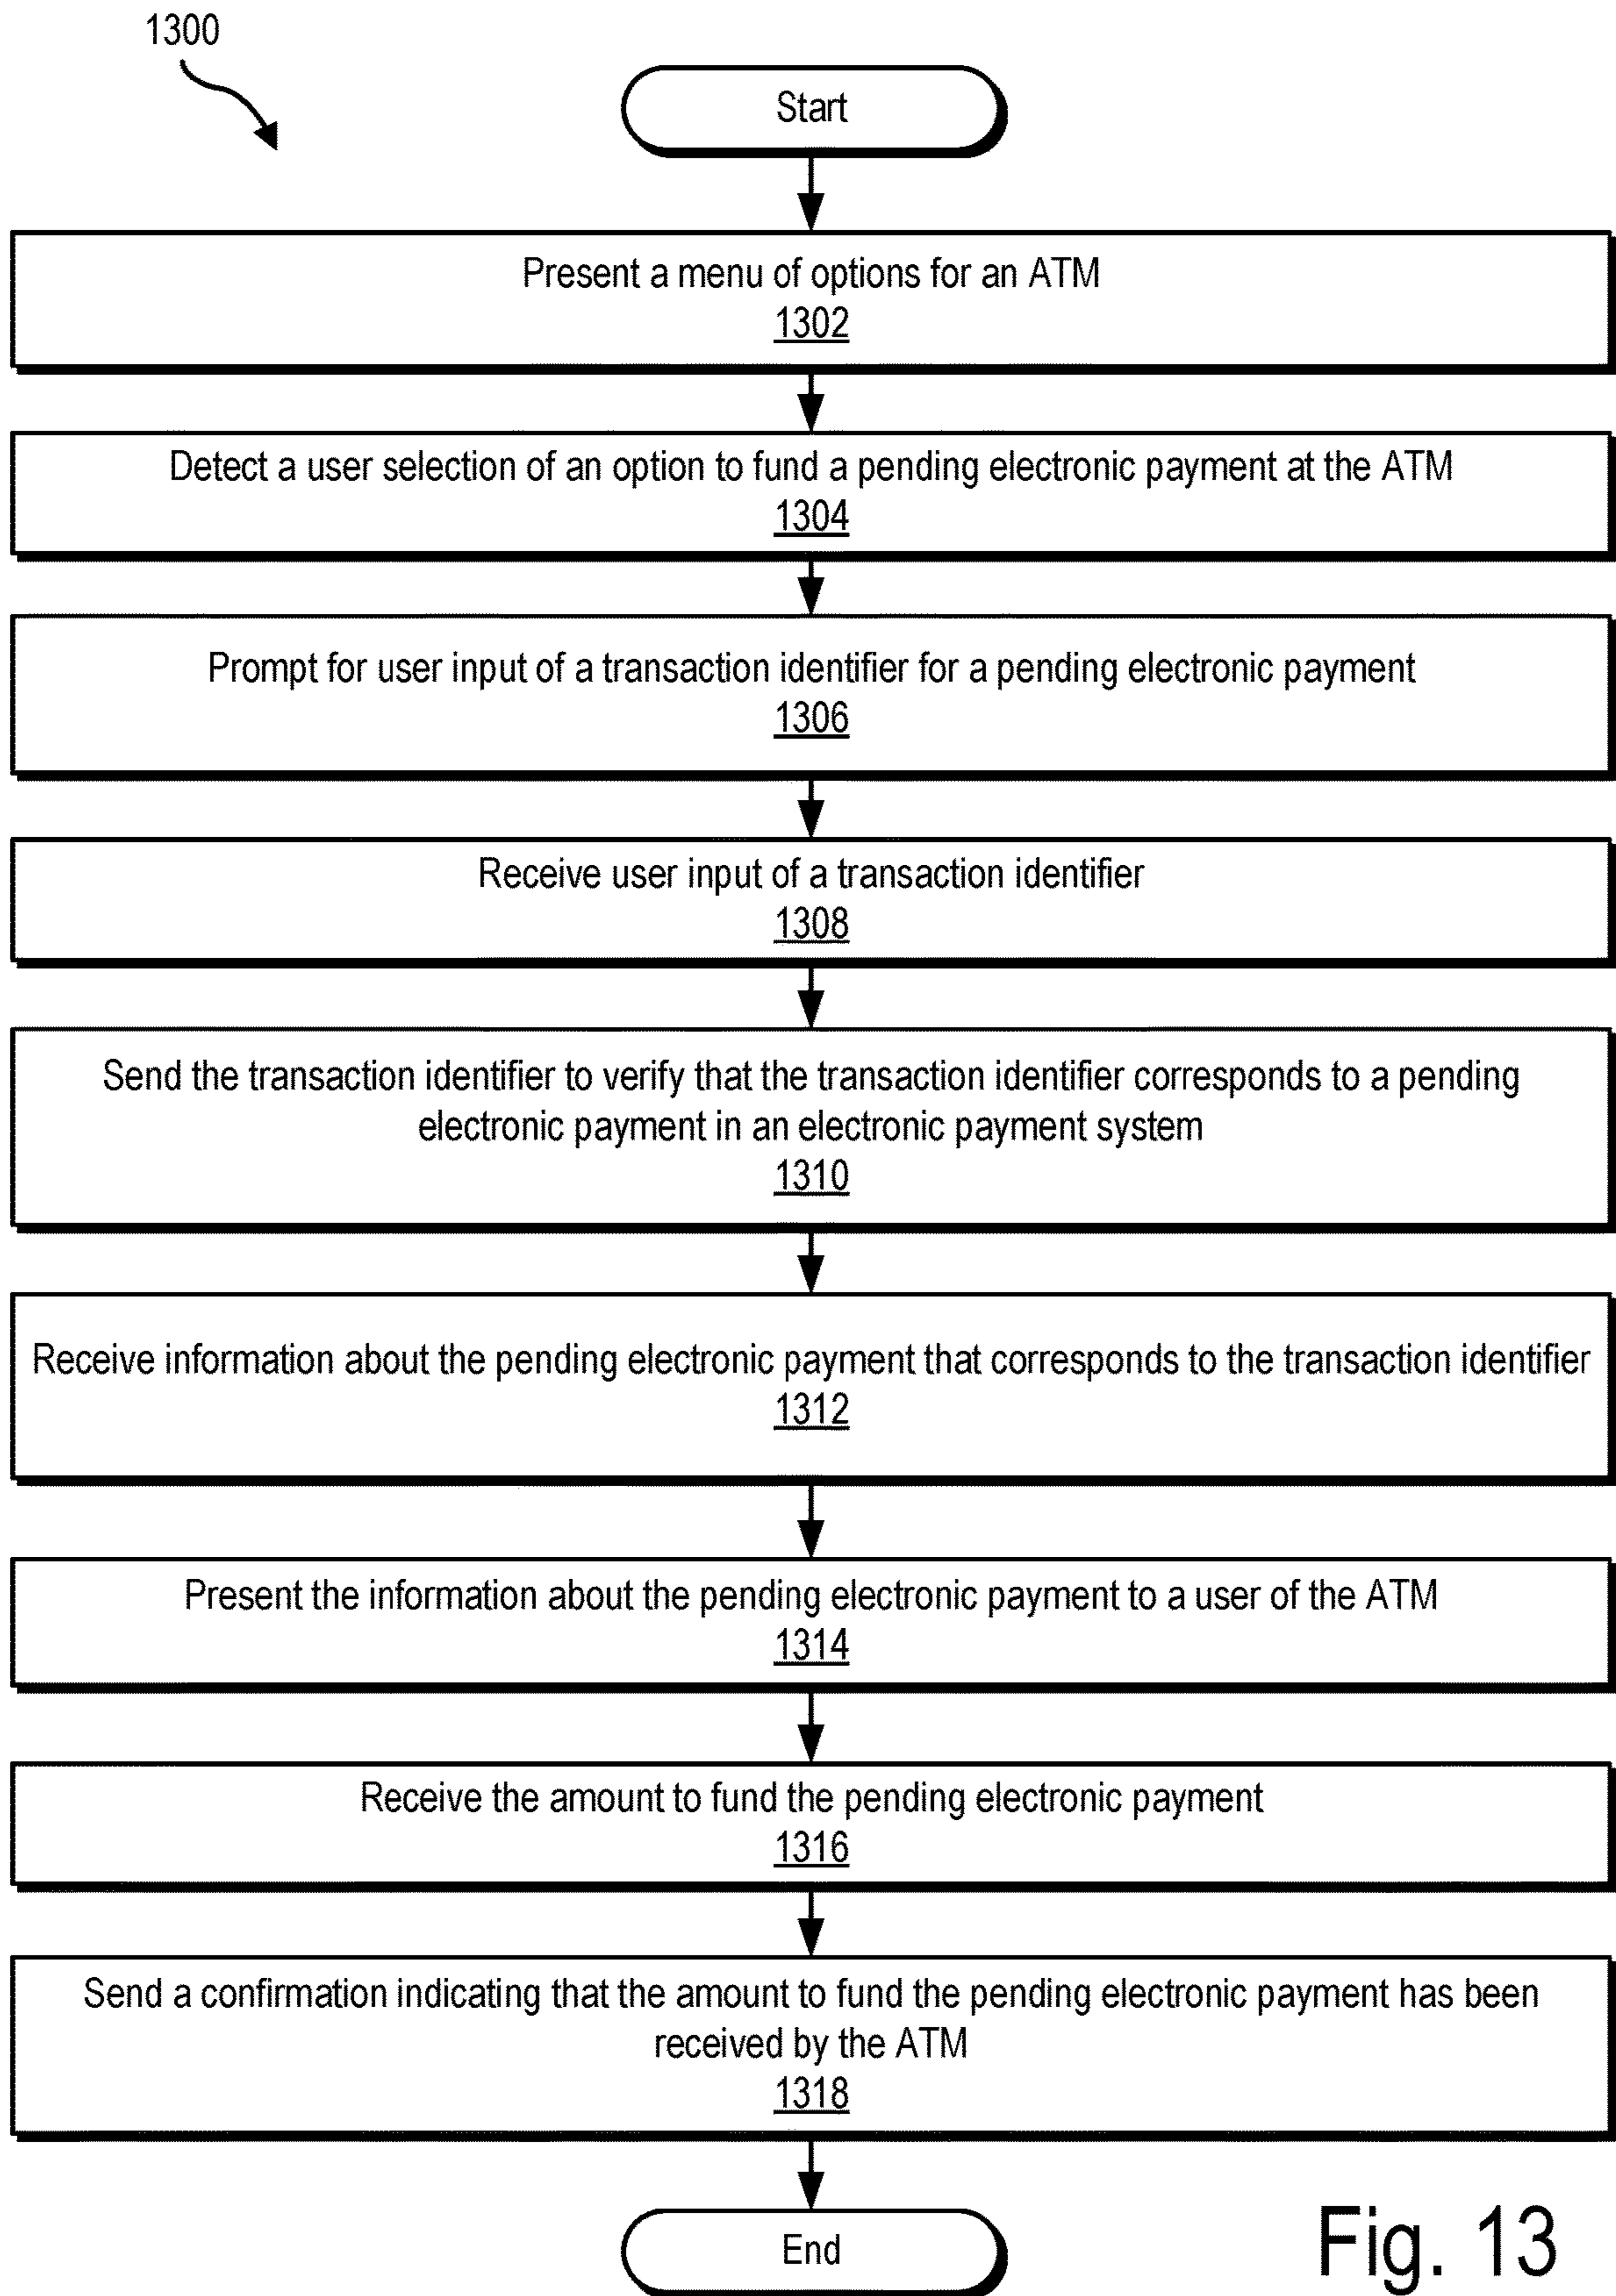 1300
Start
Present a menu of options for an ATM
1302
Detect a user selection of an option to fund a pending electronic payment at the ATM
1304
Prompt for user input of a transaction identifier for a pending electronic payment
1306
Receive user input of a transaction identifier
1308
Send the transaction identifier to verify that the transaction identifier corresponds to a pending
electronic payment in an electronic payment system
1310
Receive information about the pending electronic payment that corresponds to the transaction identifier
1312
Present the information about the pending electronic payment to a user of the ATM
1314
Receive the amount to fund the pending electronic payment
1316
Send a confirmation indicating that the amount to fund the pending electronic payment has been
received by the ATM
1318
End
Fig. 13